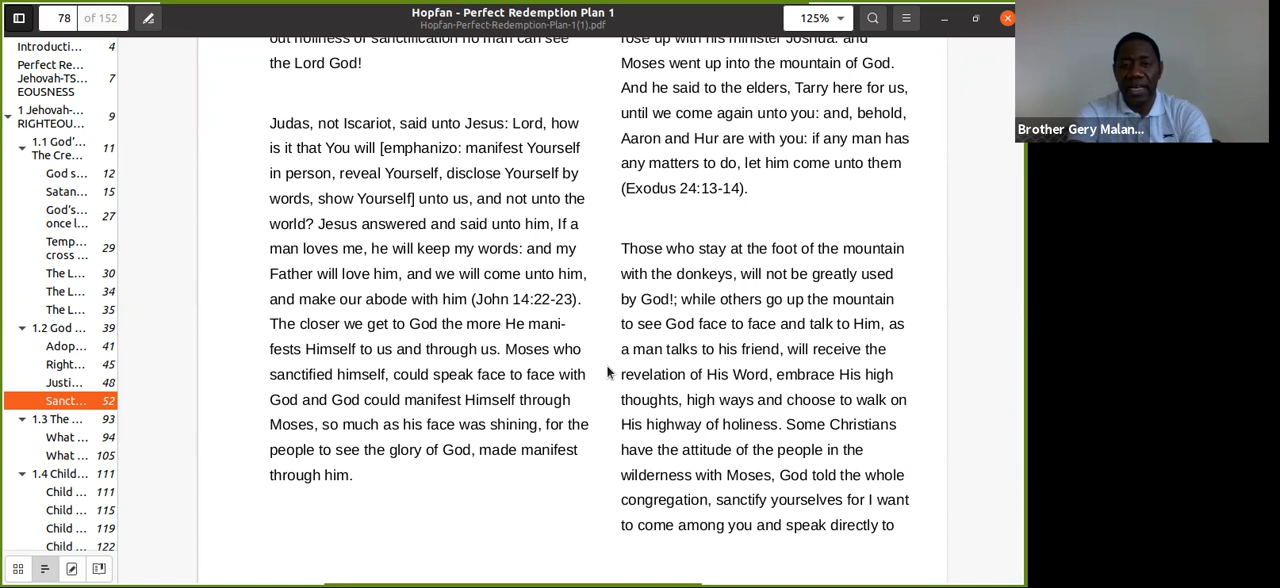 78 of 152
Hopfan - Perfect Redemption Plan 1
Hopfan-Perfect-Redemption-Plan-1(1).pdf
125%
Brother Gery Malan...
Introducti... 4
Perfect Re...
Jehovah-TS... 7
EOUSNESS
1 Jehovah-... 9
RIGHTEOU...
1.1 God'... 11
The Cre...
God s... 12
Satan... 15
God's... 27
once l...
Temp... 29
cross ...
The L... 30
The L... 34
The l... 35
1.2 God ... 39
Adop... 41
Right... 45
Justi... 48
Sanct... 52
1.3 The ... 93
What ... 94
What ... 105
1.4 Child... 111
Child ... 111
Child ... 115
Child ... 119
Child ... 122
out holiness or sanctification no man can see
the Lord God!
Judas, not Iscariot, said unto Jesus: Lord, how
is it that You will [emphanizo: manifest Yourself
in person, reveal Yourself, disclose Yourself by
words, show Yourself] unto us, and not unto the
world? Jesus answered and said unto him, If a
man loves me, he will keep my words: and my
Father will love him, and we will come unto him,
and make our abode with him (John 14:22-23).
The closer we get to God the more He mani-
fests Himself to us and through us. Moses who
sanctified himself, could speak face to face with
God and God could manifest Himself through
Moses, so much as his face was shining, for the
people to see the glory of God, made manifest
through him.
rose up with his minister Joshua: and
Moses went up into the mountain of God.
And he said to the elders, Tarry here for us,
until we come again unto you: and, behold,
Aaron and Hur are with you: if any man has
any matters to do, let him come unto them
(Exodus 24:13-14).
Those who stay at the foot of the mountain
with the donkeys, will not be greatly used
by God!; while others go up the mountain
to see God face to face and talk to Him, as
a man talks to his friend, will receive the
revelation of His Word, embrace His high
thoughts, high ways and choose to walk on
His highway of holiness. Some Christians
have the attitude of the people in the
wilderness with Moses, God told the whole
congregation, sanctify yourselves for I want
to come among you and speak directly to